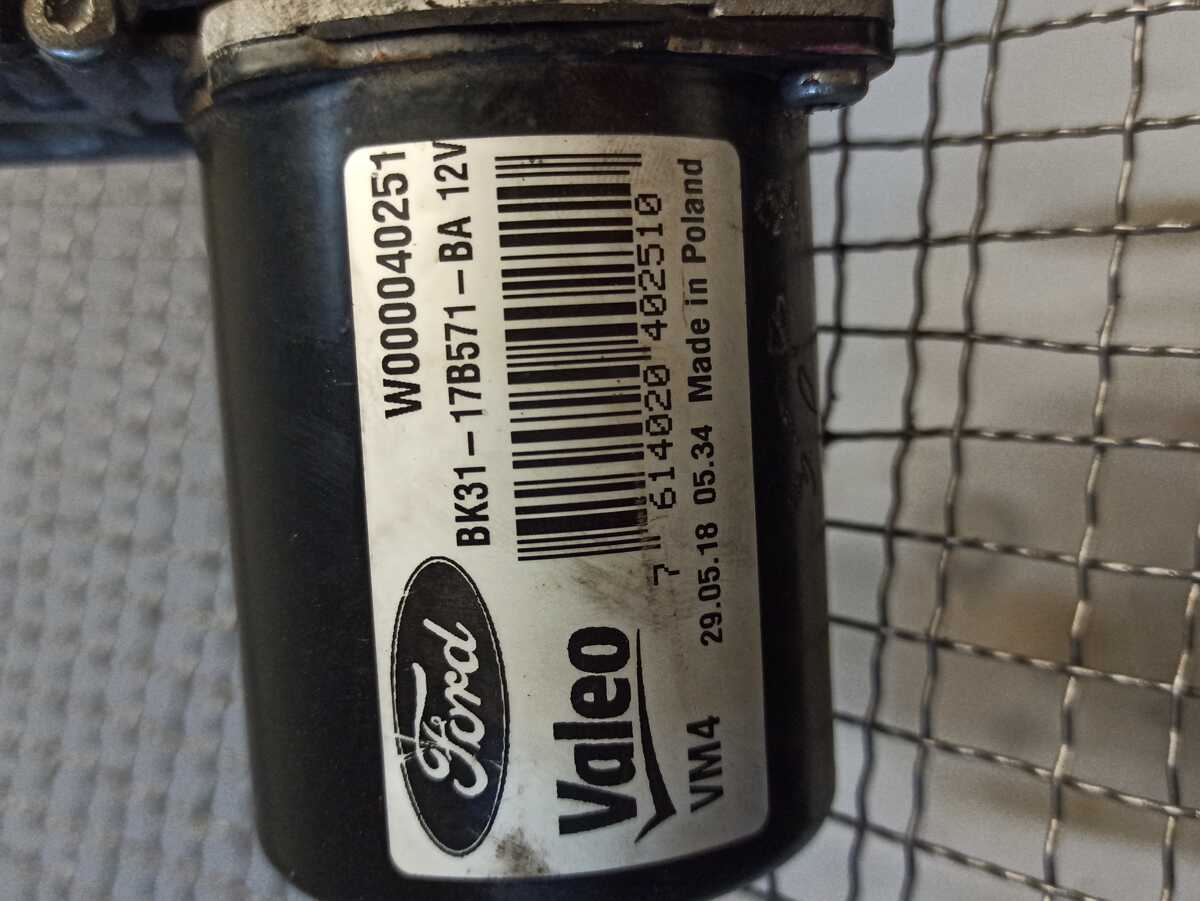 W000040251
BK31-17B571-BA 12V
Ford
7 614020 402510
Valeo
29.05.18 05.34 Made in Poland
VM4